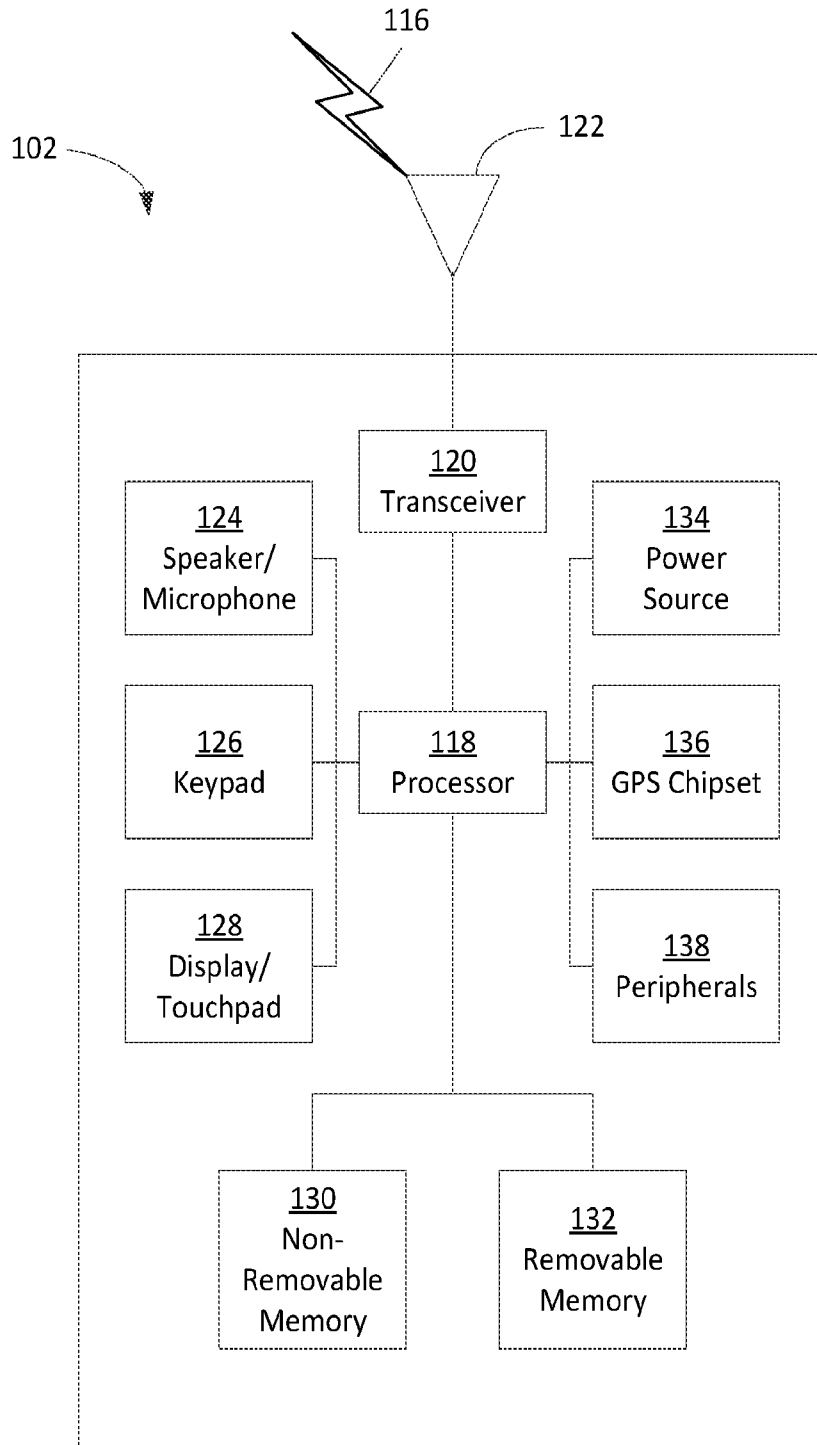 116
122
102
120
Transceiver
124
Speaker/
Microphone
134
Power
Source
126
Keypad
118
Processor
136
GPS Chipset
128
Display/
Touchpad
138
Peripherals
130
Non-
Removable
Memory
132
Removable
Memory